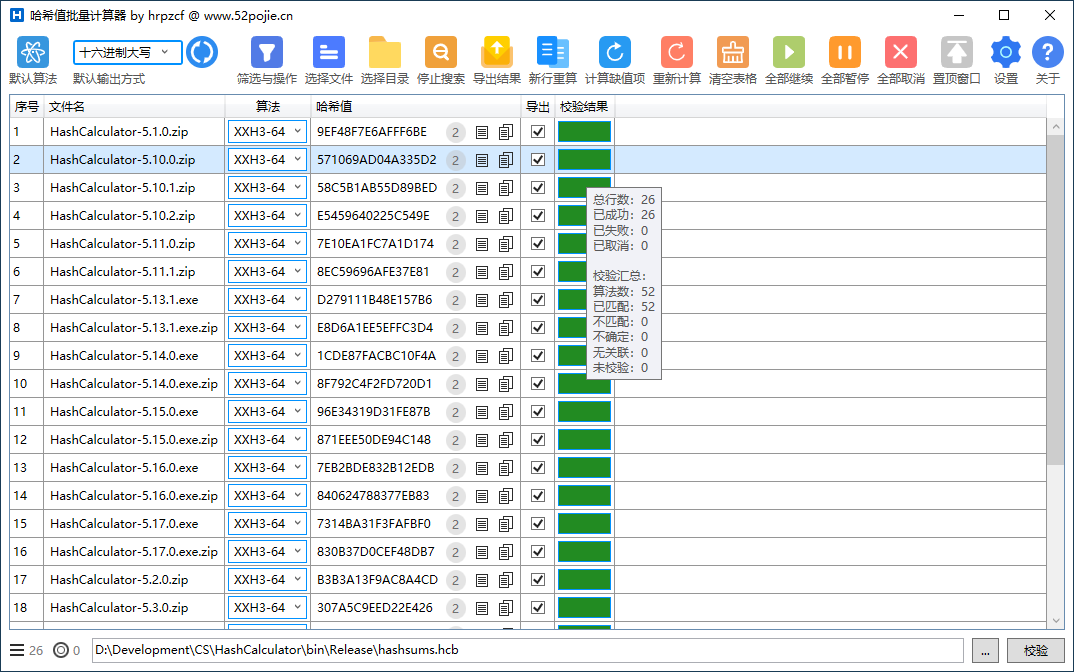 哈希值批量计算器 by hrpzcf @ www.52pojie.cn
十六进制大写
默认算法 默认输出方式 筛选与操作 选择文件 选择目录 停止搜索 导出结果 新行重算 计算缺值项 重新计算 清空表格 全部继续 全部暂停 全部取消 置顶窗口 设置 关于
序号 文件名 算法 哈希值 导出 校验结果
1 HashCalculator-5.1.0.zip XXH3-64 9EF48F7E6AFFF6BE 2
2 HashCalculator-5.10.0.zip XXH3-64 571069AD04A335D2 2
3 HashCalculator-5.10.1.zip XXH3-64 58C5B1AB55D89BED 2
4 HashCalculator-5.10.2.zip XXH3-64 E5459640225C549E 2
5 HashCalculator-5.11.0.zip XXH3-64 7E10EA1FC7A1D174 2
6 HashCalculator-5.11.1.zip XXH3-64 8EC59696AFE37E81 2
7 HashCalculator-5.13.1.exe XXH3-64 D279111B48E157B6 2
8 HashCalculator-5.13.1.exe.zip XXH3-64 E8D6A1EE5EFFC3D4 2
9 HashCalculator-5.14.0.exe XXH3-64 1CDE87FACBC10F4A 2
10 HashCalculator-5.14.0.exe.zip XXH3-64 8F792C4F2FD720D1 2
11 HashCalculator-5.15.0.exe XXH3-64 96E34319D31FE87B 2
12 HashCalculator-5.15.0.exe.zip XXH3-64 871EEE50DE94C148 2
13 HashCalculator-5.16.0.exe XXH3-64 7EB2BDE832B12EDB 2
14 HashCalculator-5.16.0.exe.zip XXH3-64 840624788377EB83 2
15 HashCalculator-5.17.0.exe XXH3-64 7314BA31F3FAFBF0 2
16 HashCalculator-5.17.0.exe.zip XXH3-64 830B37D0CEF48DB7 2
17 HashCalculator-5.2.0.zip XXH3-64 B3B3A13F9AC8A4CD 2
18 HashCalculator-5.3.0.zip XXH3-64 307A5C9EED22E426 2
总行数：26
已成功：26
已失败：0
已取消：0
校验汇总：
算法数：52
已匹配：52
不匹配：0
不确定：0
无关联：0
未校验：0
26 0 D:\Development\CS\HashCalculator\bin\Release\hashsums.hcb ... 校验